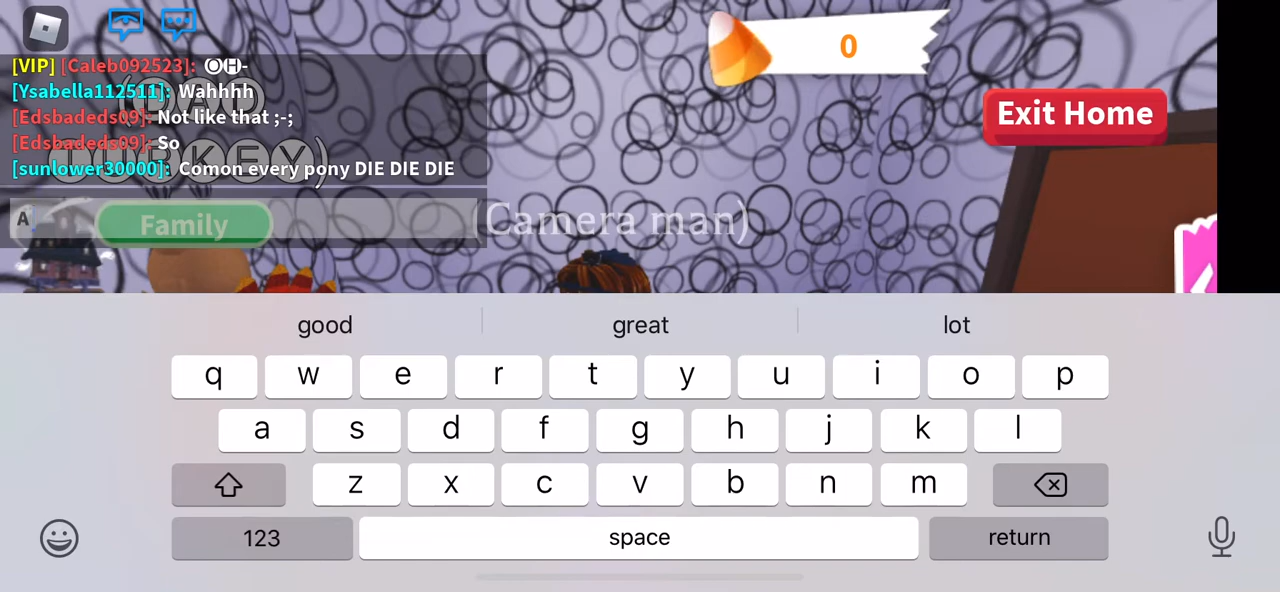 0
[VIP] [Caleb092523]: ⓄⒽ-
[Ysabella112511]: Wahhhh
[Edsbadeds09]: Not like that ;-;
[Edsbadeds09]: So
[sunlower30000]: Comon every pony DIE DIE DIE
Exit Home
A
Family
(Camera man)
good great lot
q w e r t y u i o p
a s d f g h j k l
z x c v b n m
123 space return